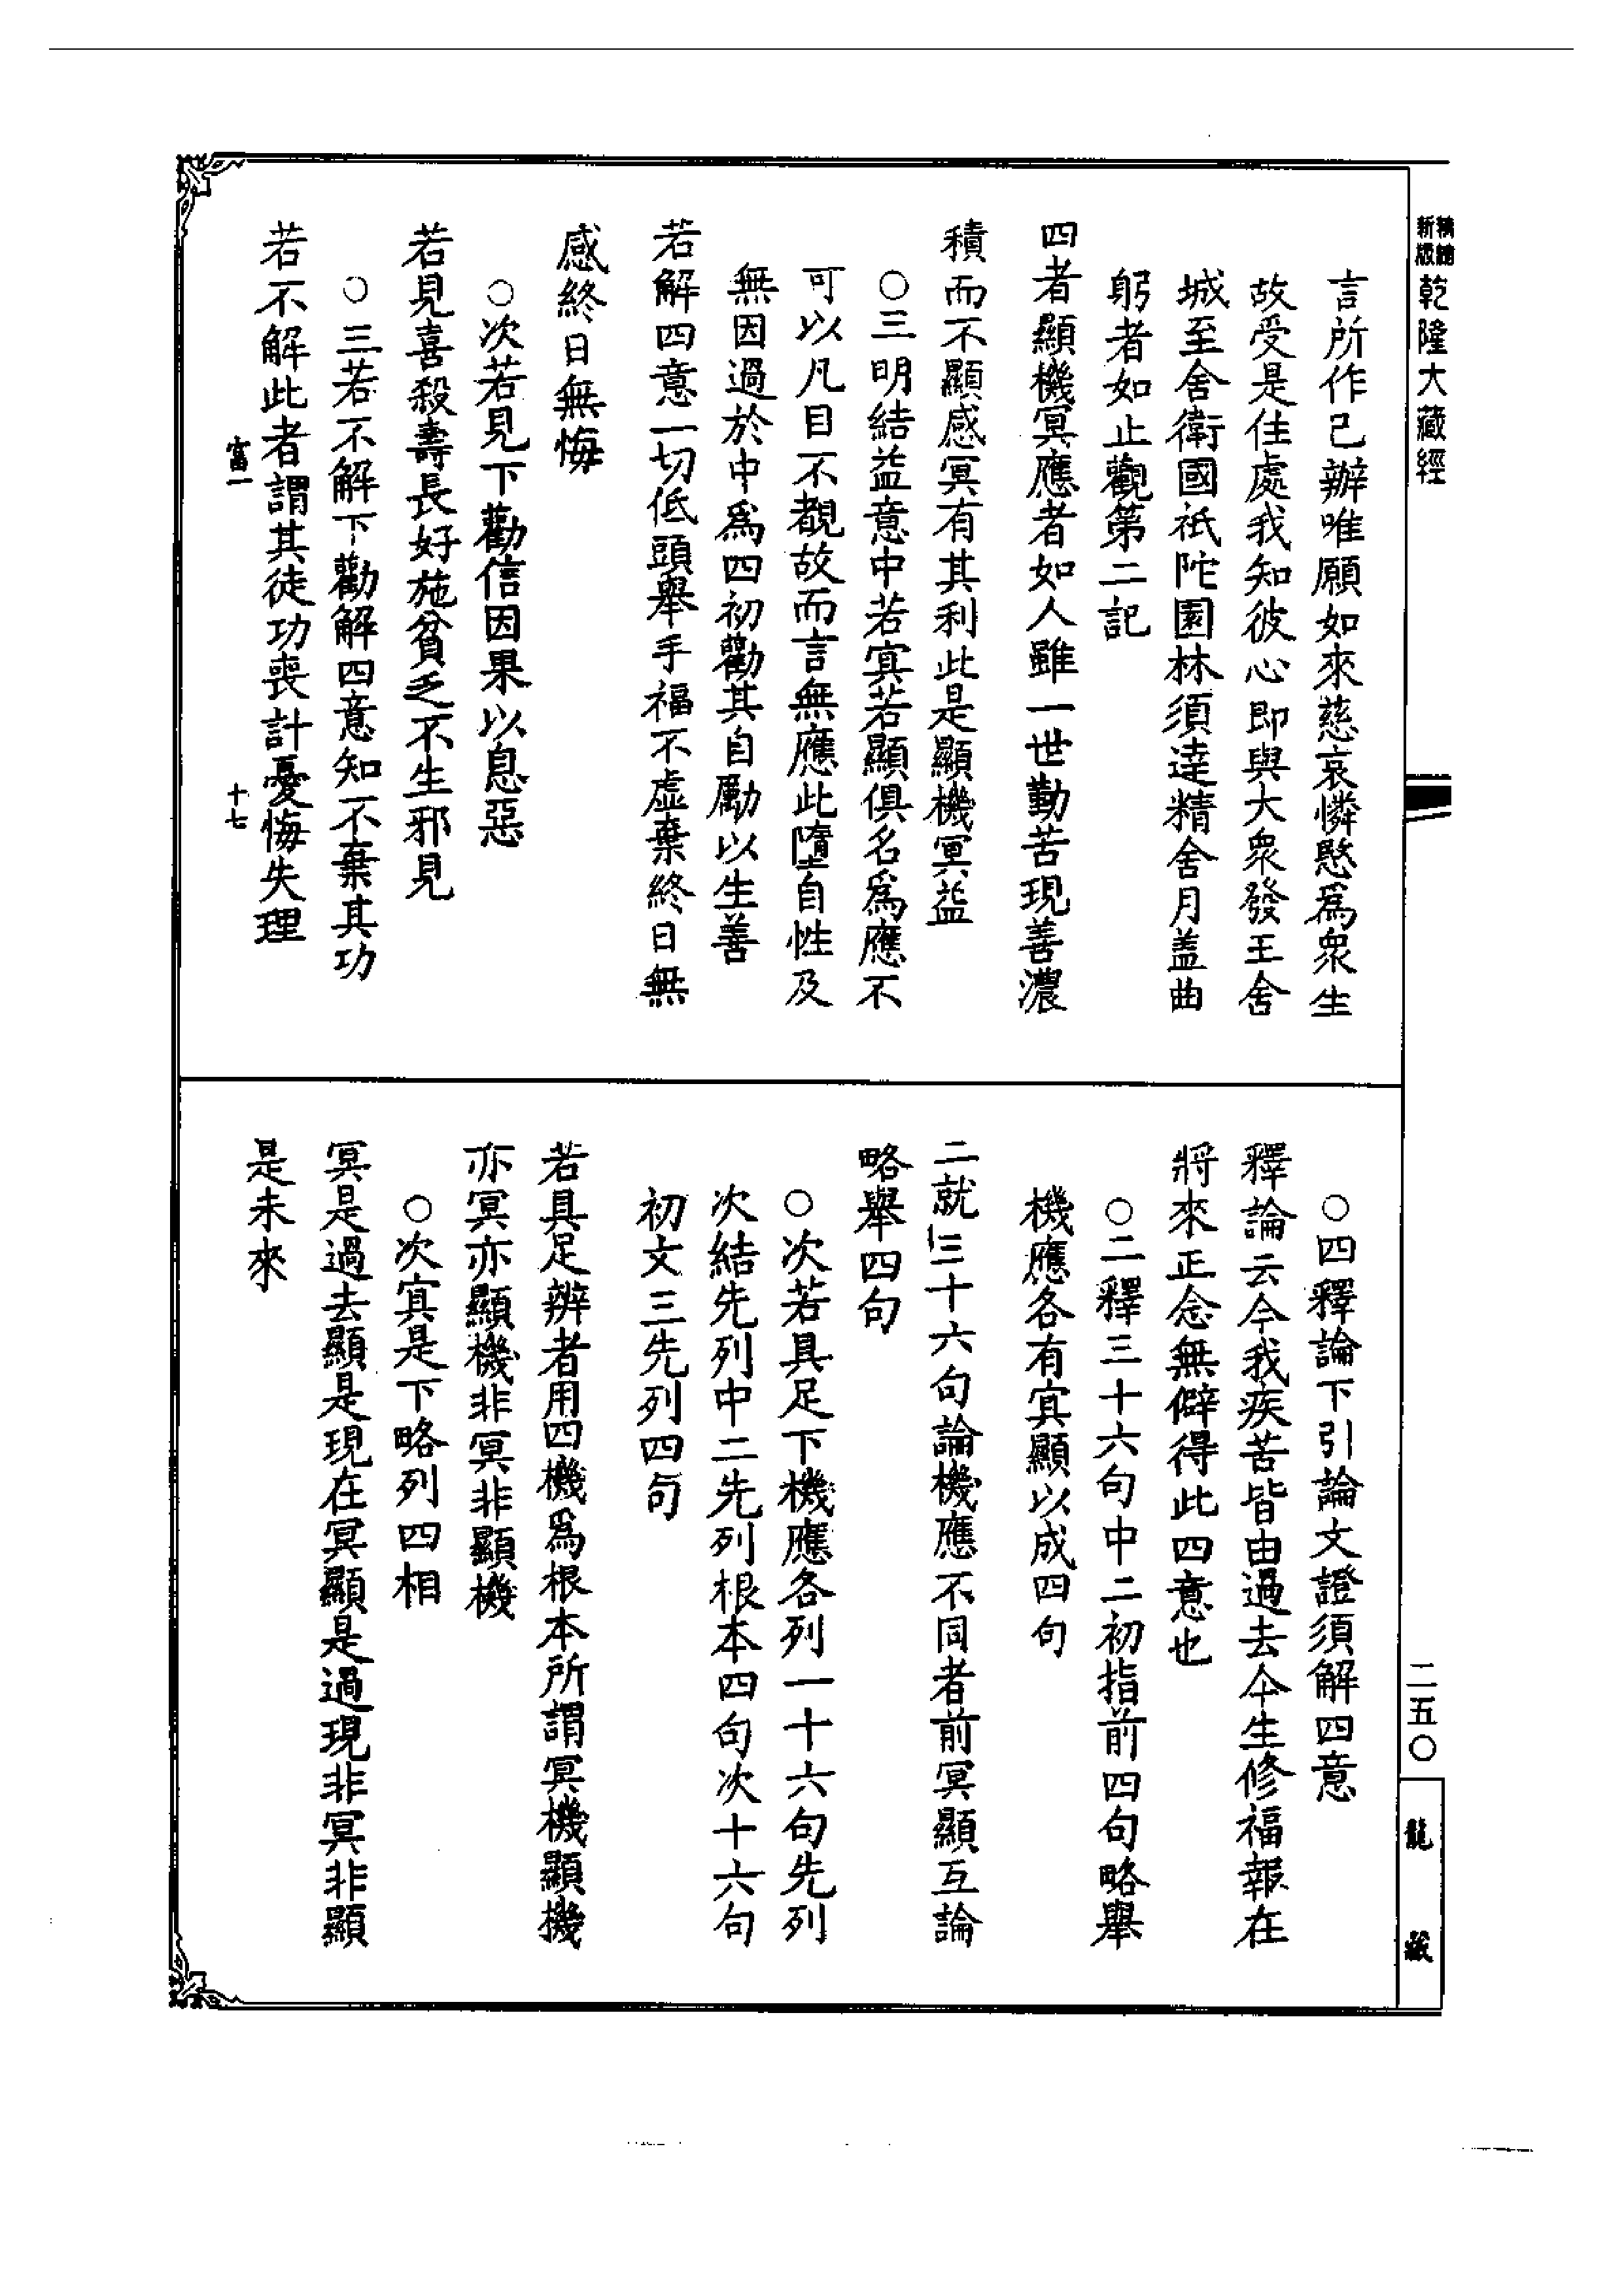 新版
精縮
乾隆大藏經
言所作已辦唯願如來慈哀憐愍爲眾生
故受是住處我知彼心即與大眾發王舍
城至舍衛國祇陀園林須達精舍月盖曲
躬者如止觀第二記
四者顯機冥應者如人雖一世勤苦現善濃
積而不顯感冥有其利此是顯機冥益
○三明結益意中若冥若顯俱名爲應不
可以凡目不覩故而言無應此墮自性及
無因過於中爲四初勸其自勵以生善
若解四意一切低頭舉手福不虛棄終日無
感終日無悔
○次若見下勸信因果以息惡
若見喜殺壽長好施貧乏不生邪見
○三若不解下勸解四意知不棄其功
若不解此者謂其徒功喪計憂悔失理
富一
十七
○四釋論下引論文證須解四意
釋論云今我疾苦皆由過去今生修福報在
將來正念無僻得此四意也
○二釋三十六句中二初指前四句略舉
機應各有冥顯以成四句
二就三十六句論機應不同者前冥顯互論
略舉四句
○次若具足下機應各列一十六句先列
次結先列中二先列根本四句次十六句
初文三先列四句
若具足辨者用四機爲根本所謂冥機顯機
亦冥亦顯機非冥非顯機
○次冥是下略列四相
冥是過去顯是現在冥顯是過現非冥非顯
是未來
二五〇
龍藏